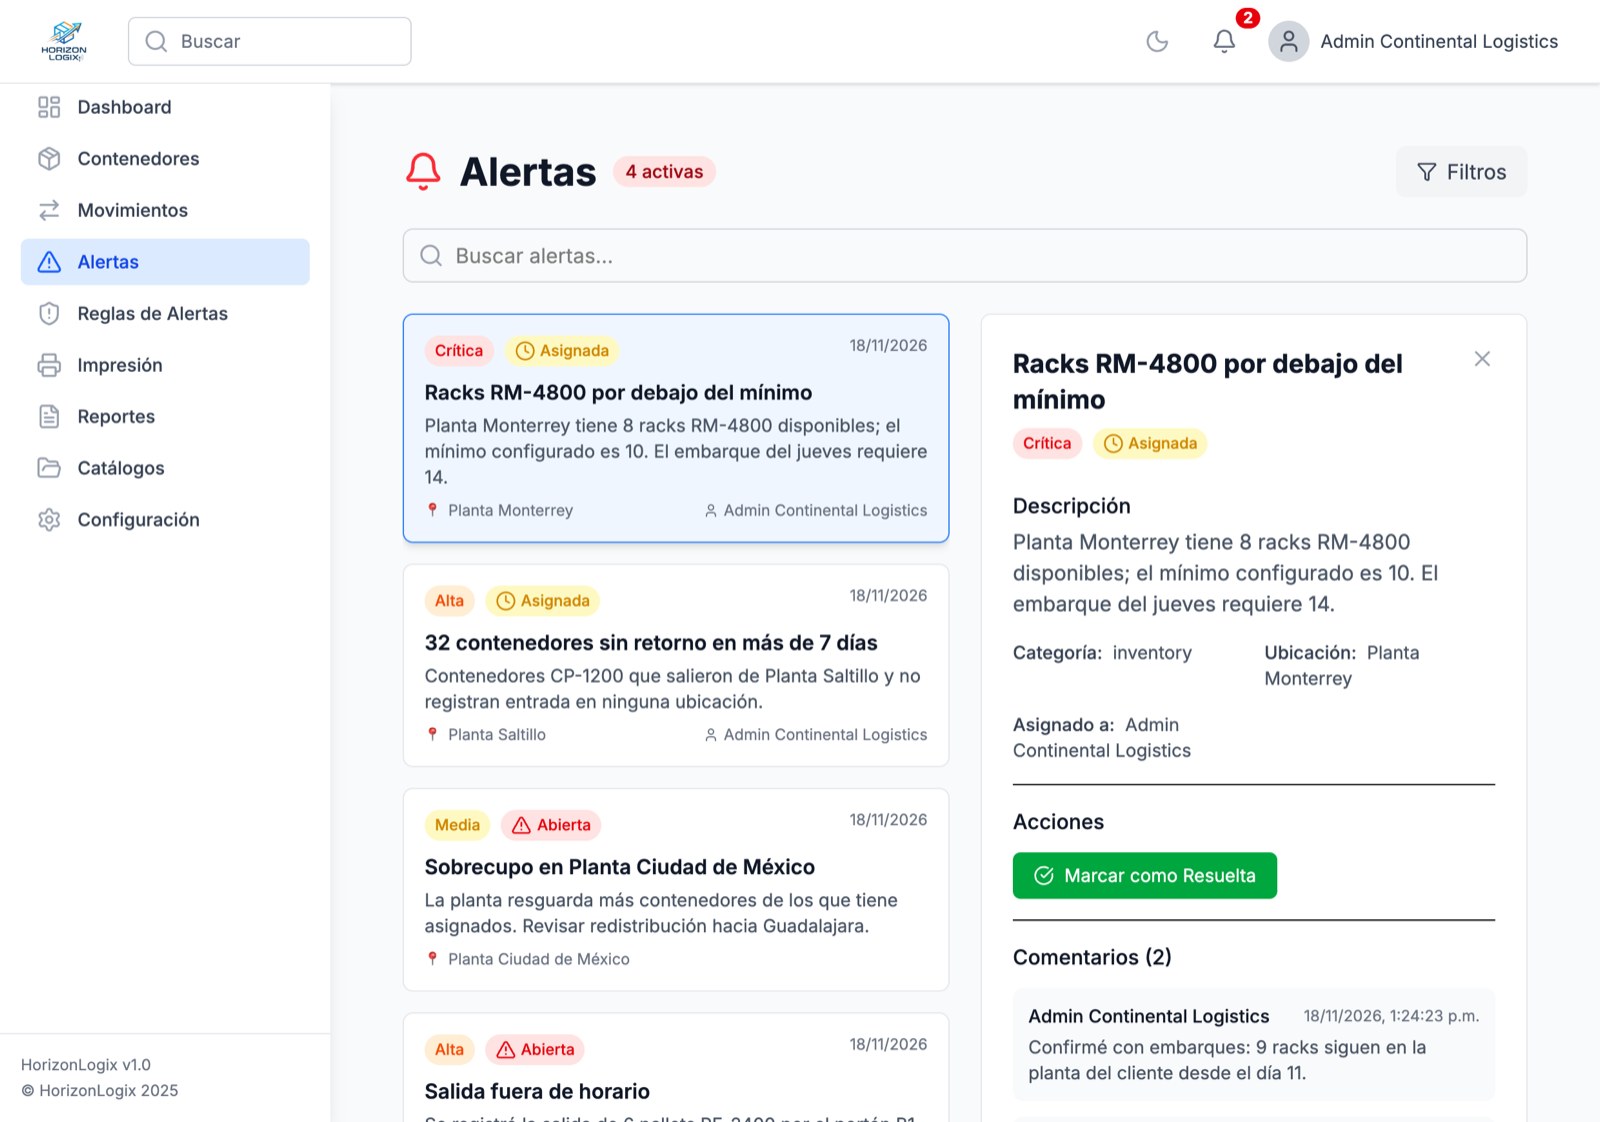 HORIZON
LOGIX
Buscar
2
Admin Continental Logistics
Dashboard
Contenedores
Movimientos
Alertas
Reglas de Alertas
Impresión
Reportes
Catálogos
Configuración
HorizonLogix v1.0
© HorizonLogix 2025
Alertas
4 activas
Filtros
Buscar alertas...
Crítica
Asignada
18/11/2026
Racks RM-4800 por debajo del mínimo
Planta Monterrey tiene 8 racks RM-4800 disponibles; el
mínimo configurado es 10. El embarque del jueves requiere
14.
Planta Monterrey
Admin Continental Logistics
Alta
Asignada
18/11/2026
32 contenedores sin retorno en más de 7 días
Contenedores CP-1200 que salieron de Planta Saltillo y no
registran entrada en ninguna ubicación.
Planta Saltillo
Admin Continental Logistics
Media
Abierta
18/11/2026
Sobrecupo en Planta Ciudad de México
La planta resguarda más contenedores de los que tiene
asignados. Revisar redistribución hacia Guadalajara.
Planta Ciudad de México
Alta
Abierta
18/11/2026
Salida fuera de horario
Racks RM-4800 por debajo del
mínimo
Crítica
Asignada
Descripción
Planta Monterrey tiene 8 racks RM-4800
disponibles; el mínimo configurado es 10. El
embarque del jueves requiere 14.
Categoría: inventory
Ubicación: Planta
Monterrey
Asignado a: Admin
Continental Logistics
Acciones
Marcar como Resuelta
Comentarios (2)
Admin Continental Logistics
18/11/2026, 1:24:23 p.m.
Confirmé con embarques: 9 racks siguen en la
planta del cliente desde el día 11.